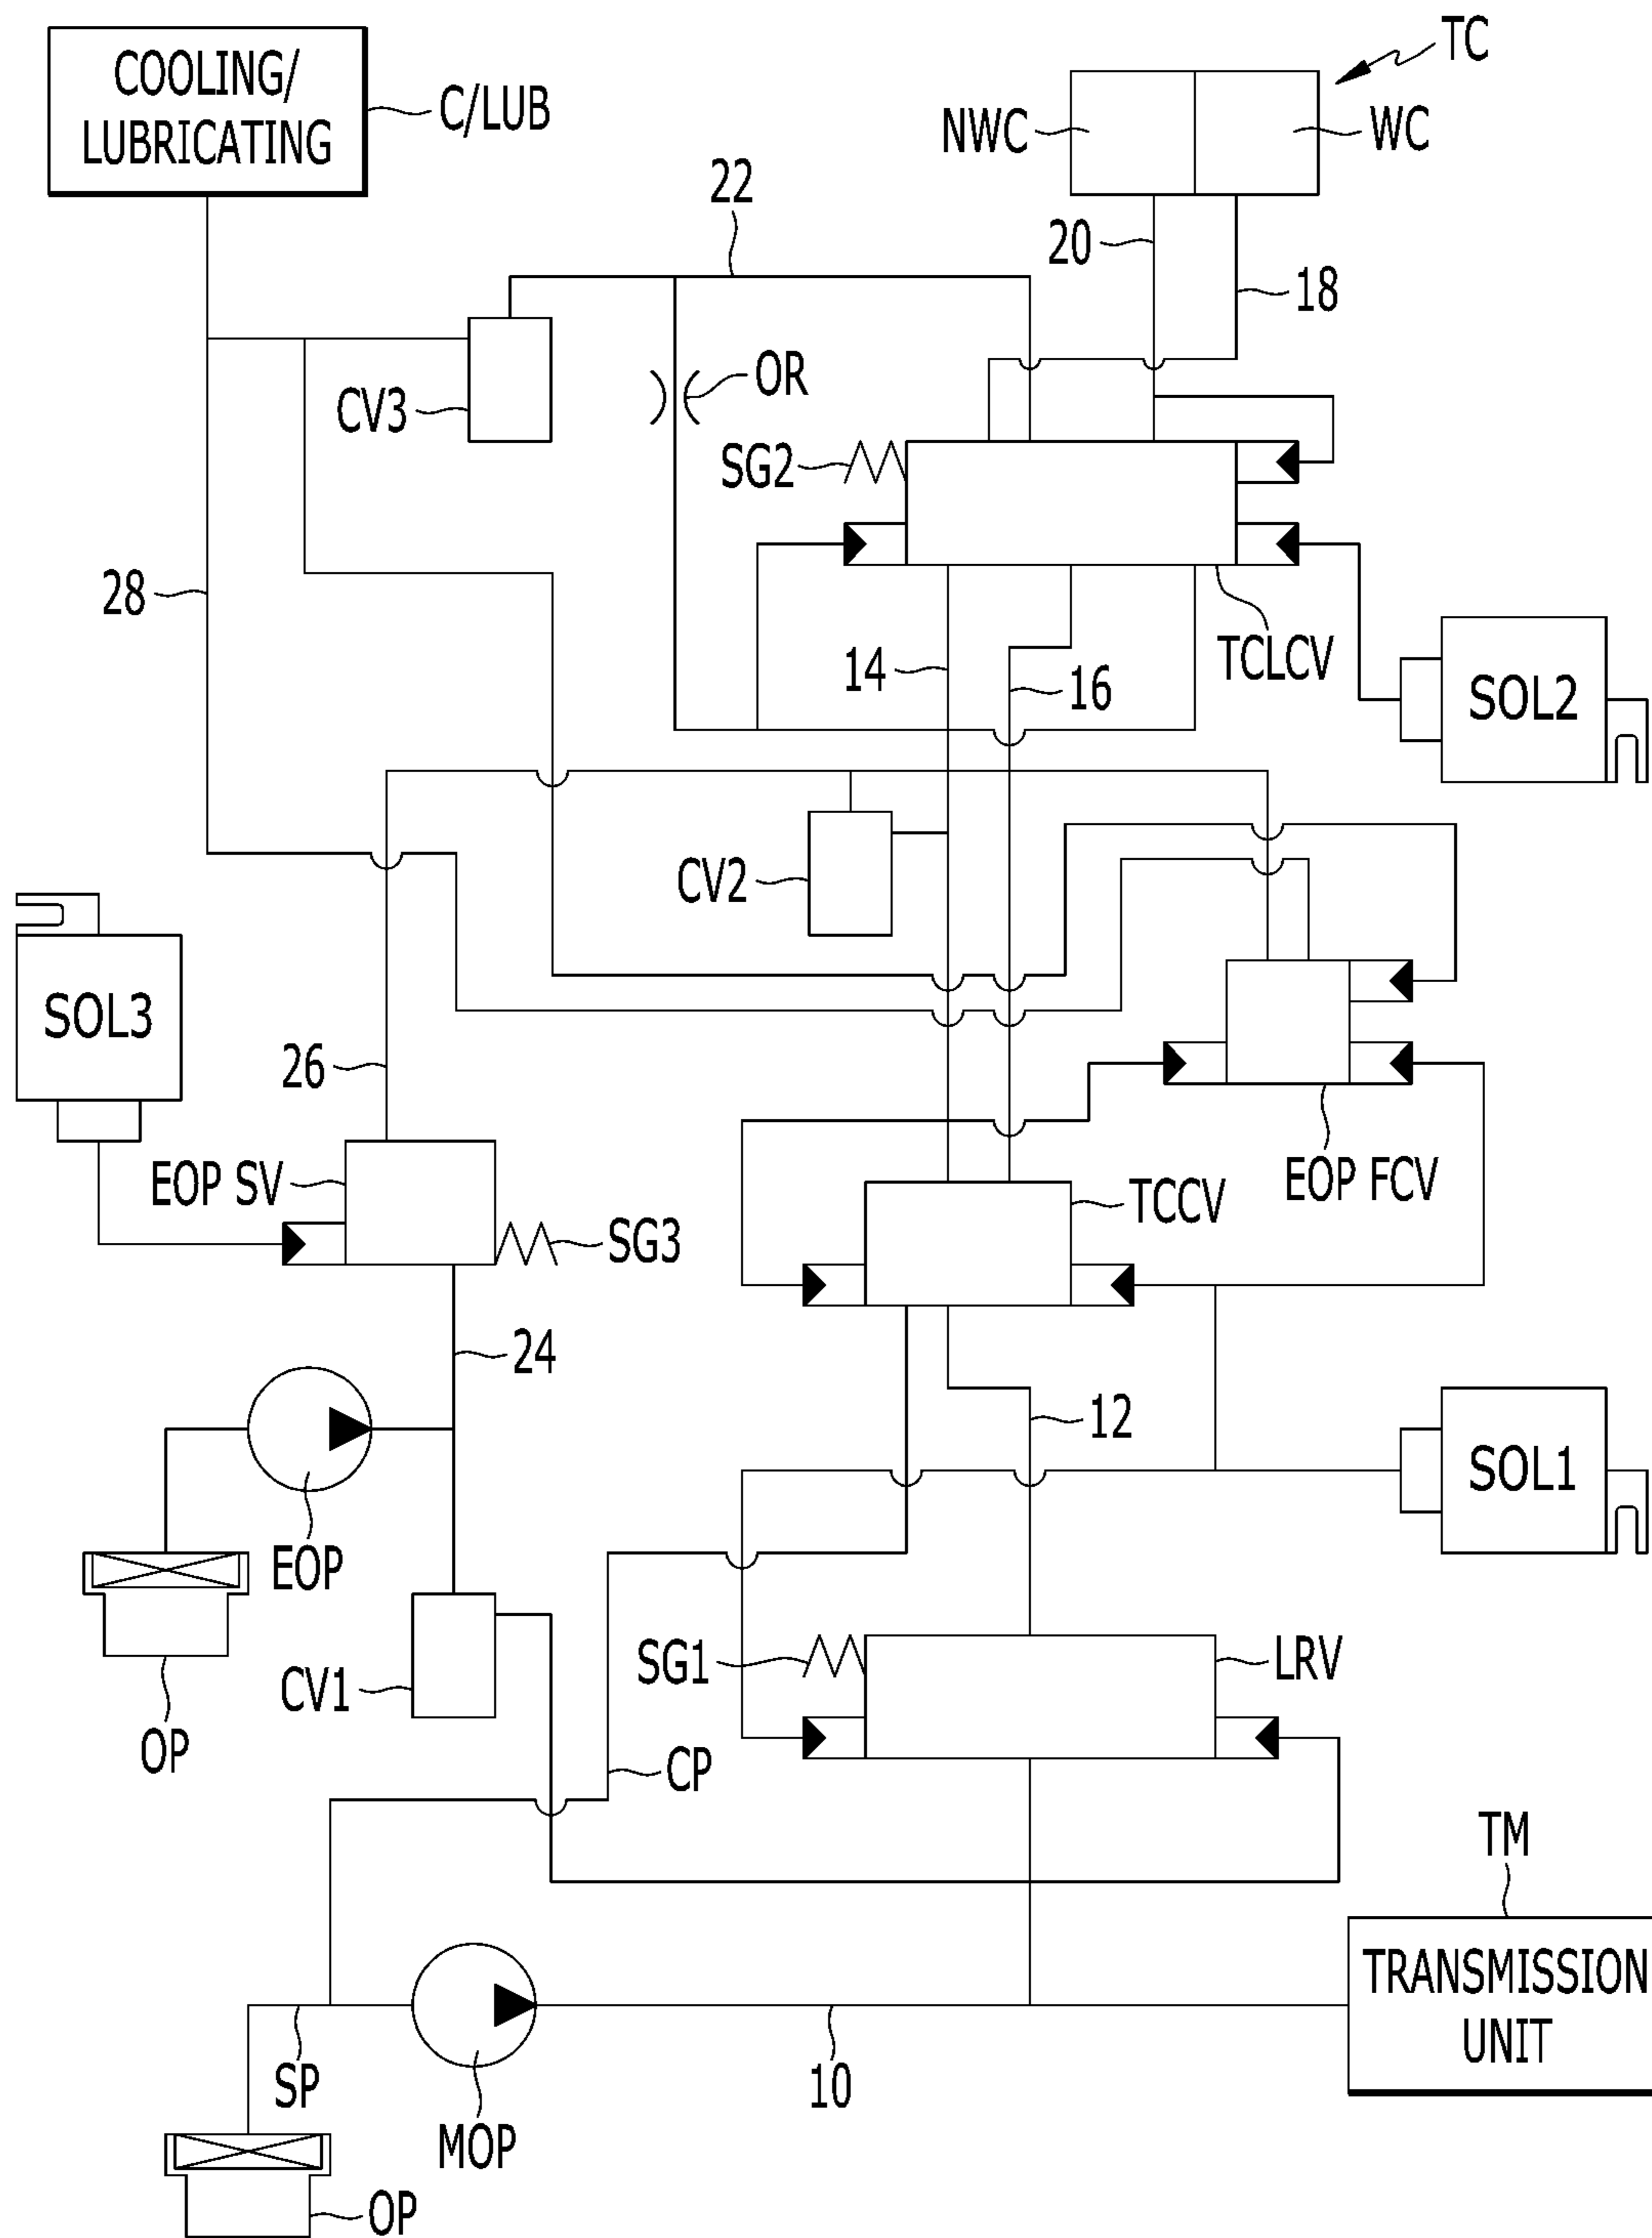 TC
COOLING/
LUBRICATING
C/LUB
NWC
WC
22
20
18
CV3
OR
SG2
28
TCLCV
14
16
SOL2
CV2
SOL3
26
EOP SV
EOP FCV
TCCV
SG3
24
12
SOL1
EOP
SG1
LRV
CV1
OP
CP
TM
TRANSMISSION
UNIT
SP
10
MOP
OP